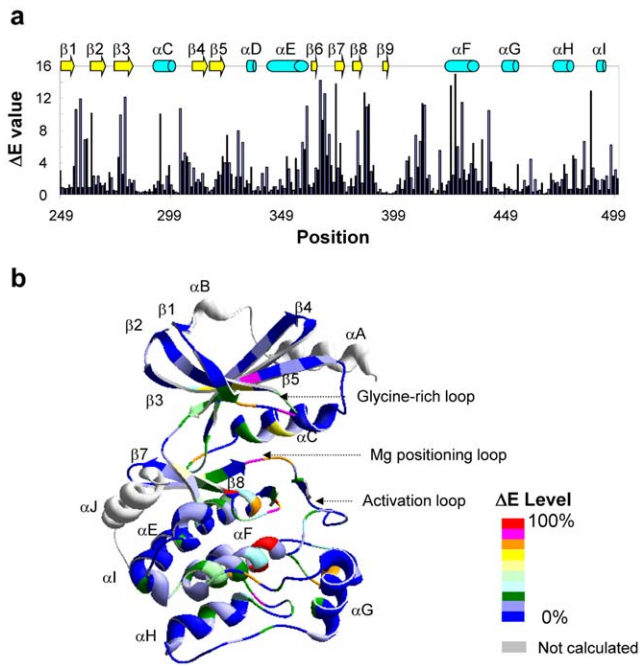 a
β1 β2 β3 αC β4 β5 αD αE β6 β7 β8 β9 αF αG αH αI
16
12
8
4
0
ΔE value
249 299 349 399 449 499
Position
b
αB
β1
β4
β2
αA
β5
β3
Glycine-rich loop
αC
Mg positioning loop
β7
β8
Activation loop
αJ
αE
αF
αI
αG
αH
ΔE Level
100%
0%
Not calculated